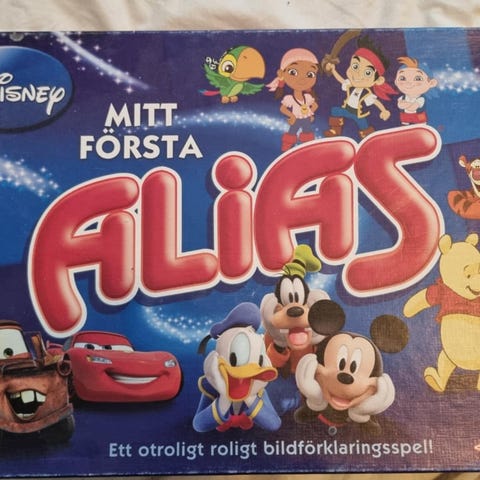 DISNEY
MITT
FÖRSTA
ALiAS
Ett otroligt roligt bildförklaringsspel!